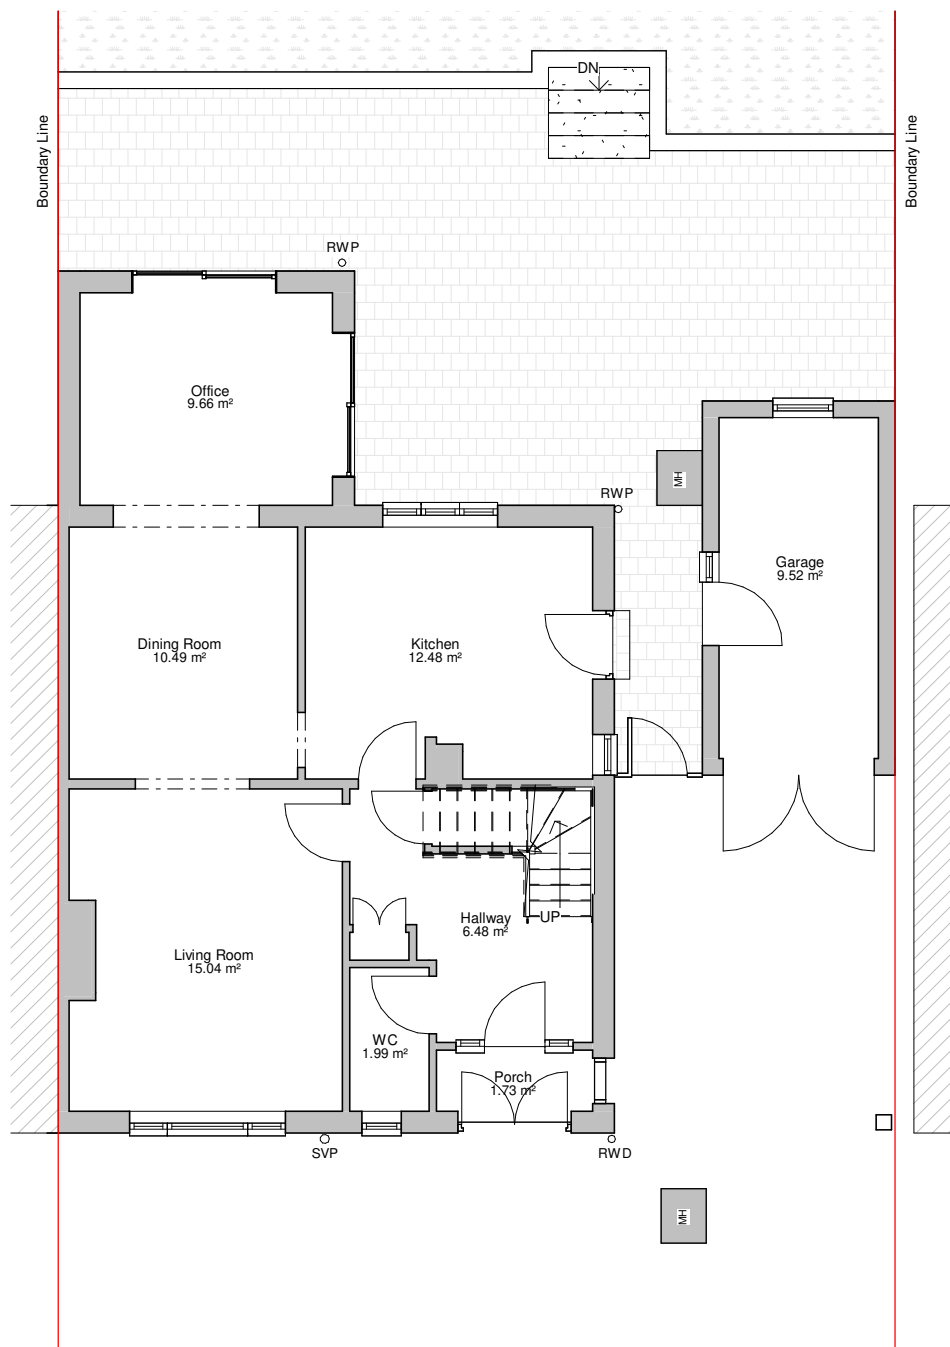 DN
Boundary Line
Boundary Line
RWP
Office
9.66 m²
MH
RWP
Garage
9.52 m²
Dining Room
10.49 m²
Kitchen
12.48 m²
Hallway
6.48 m²
UP
Living Room
15.04 m²
WC
1.99 m²
Porch
1.73 m²
SVP
RWD
MH